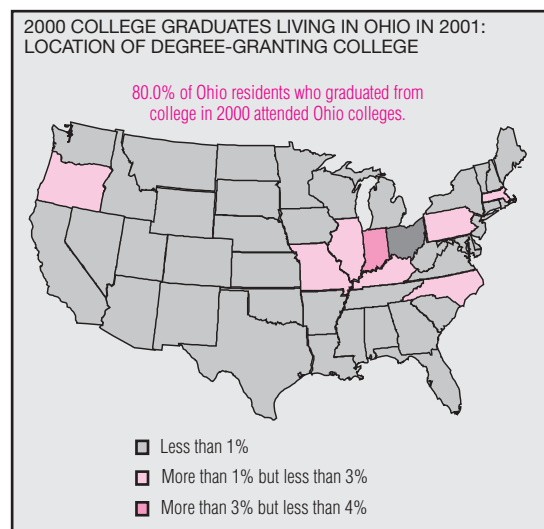 2000 COLLEGE GRADUATES LIVING IN OHIO IN 2001:
LOCATION OF DEGREE-GRANTING COLLEGE
80.0% of Ohio residents who graduated from
college in 2000 attended Ohio colleges.
Less than 1%
More than 1% but less than 3%
More than 3% but less than 4%